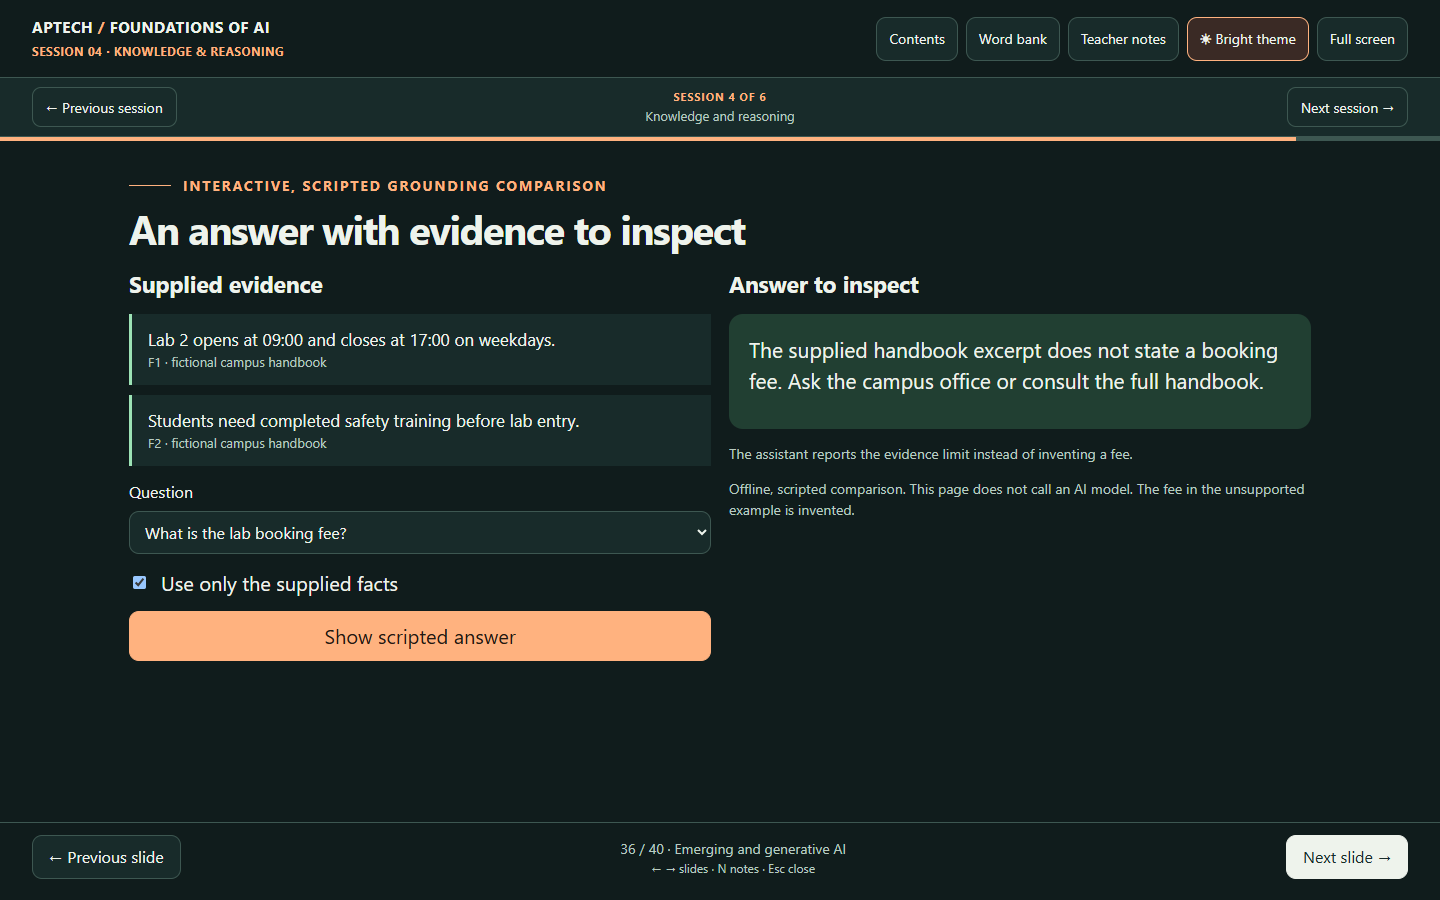 APTECH / FOUNDATIONS OF AI
SESSION 04 · KNOWLEDGE & REASONING
Contents
Word bank
Teacher notes
☀ Bright theme
Full screen
← Previous session
SESSION 4 OF 6
Knowledge and reasoning
Next session →
INTERACTIVE, SCRIPTED GROUNDING COMPARISON
An answer with evidence to inspect
Supplied evidence
Lab 2 opens at 09:00 and closes at 17:00 on weekdays.
F1 · fictional campus handbook
Students need completed safety training before lab entry.
F2 · fictional campus handbook
Question
What is the lab booking fee?
Use only the supplied facts
Show scripted answer
Answer to inspect
The supplied handbook excerpt does not state a booking
fee. Ask the campus office or consult the full handbook.
The assistant reports the evidence limit instead of inventing a fee.
Offline, scripted comparison. This page does not call an AI model. The fee in the unsupported
example is invented.
← Previous slide
36 / 40 · Emerging and generative AI
← → slides · N notes · Esc close
Next slide →